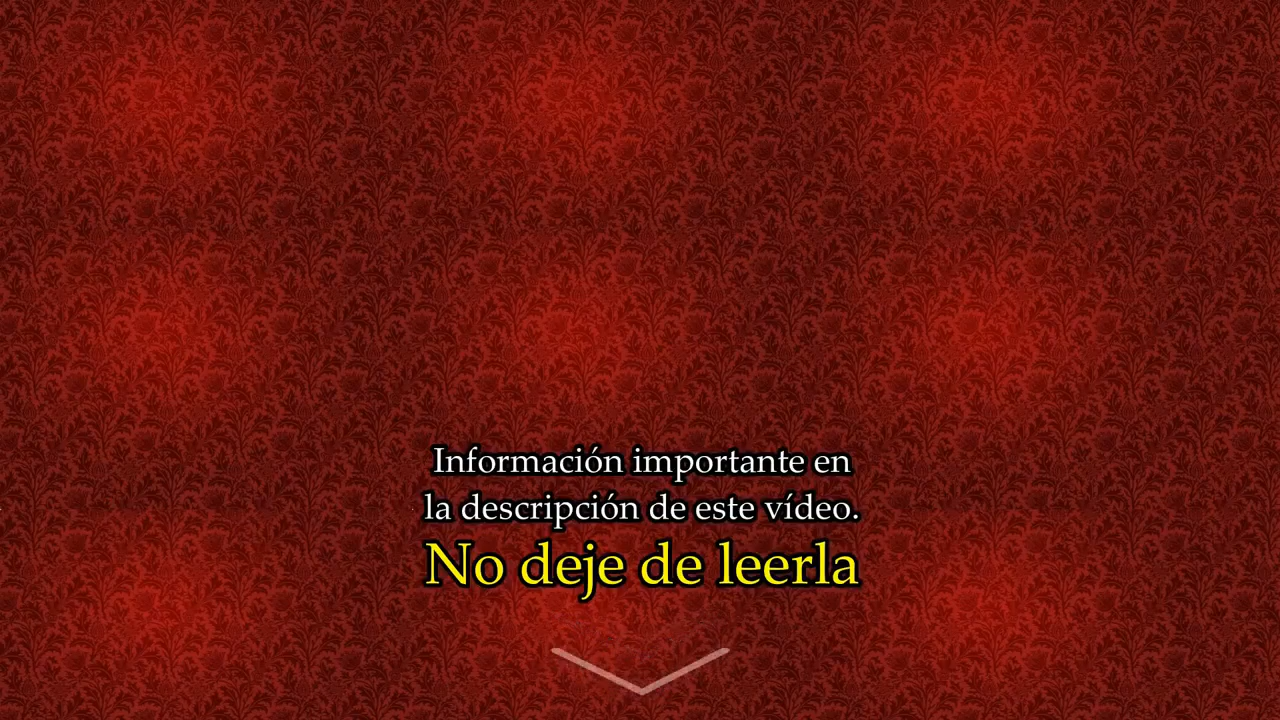 Información importante en
la descripción de este vídeo.
No deje de leerla